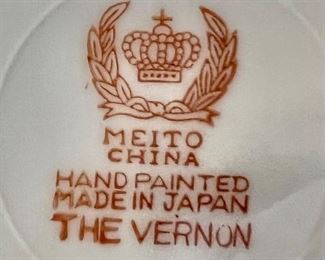 MEITO
CHINA
HAND PAINTED
MADE IN JAPAN
THE VERNON